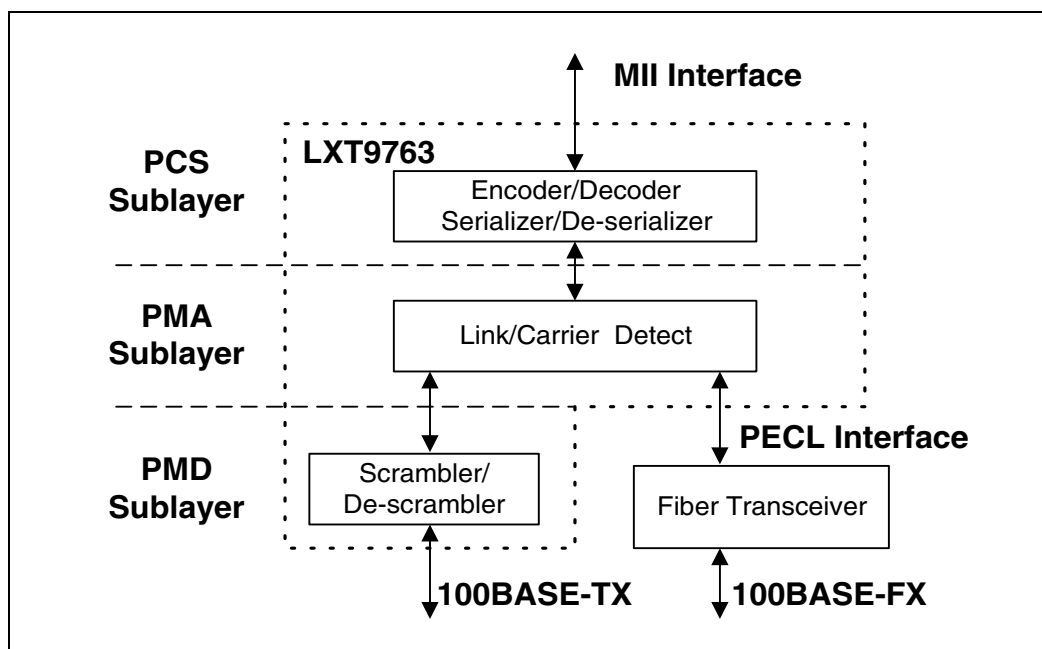 MII Interface
LXT9763
PCS
Sublayer
Encoder/Decoder
Serializer/De-serializer
PMA
Sublayer
Link/Carrier Detect
PECL Interface
PMD
Sublayer
Scrambler/
De-scrambler
Fiber Transceiver
100BASE-TX
100BASE-FX